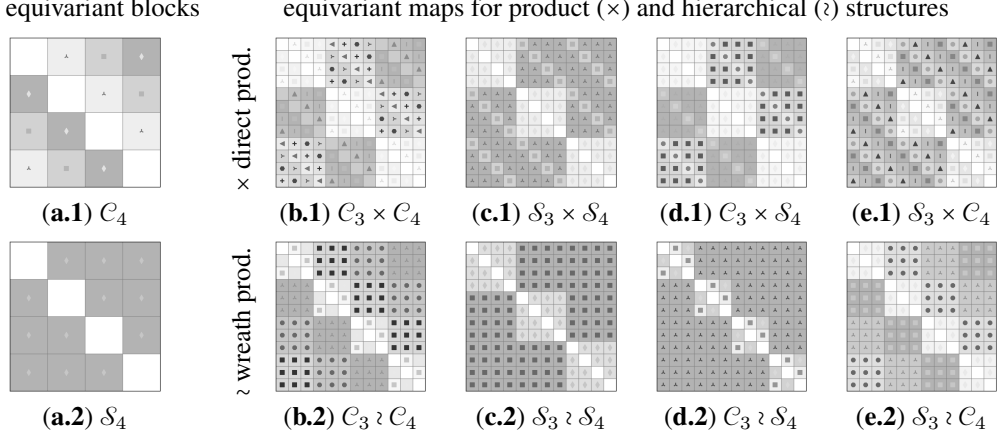 equivariant blocks
equivariant maps for product (×) and hierarchical (≀) structures
× direct prod.
(a.1) 𝒞₄
(b.1) 𝒞₃ × 𝒞₄
(c.1) 𝒮₃ × 𝒮₄
(d.1) 𝒞₃ × 𝒮₄
(e.1) 𝒮₃ × 𝒞₄
≀ wreath prod.
(a.2) 𝒮₄
(b.2) 𝒞₃ ≀ 𝒞₄
(c.2) 𝒮₃ ≀ 𝒮₄
(d.2) 𝒞₃ ≀ 𝒮₄
(e.2) 𝒮₃ ≀ 𝒞₄